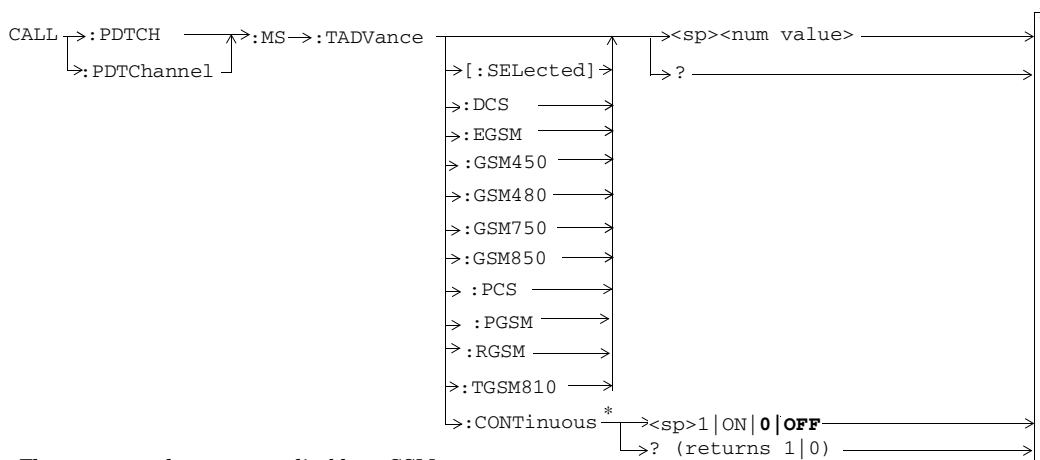 CALL :PDTCH :MS :TADVance <sp><num value>
:PDTChannel [:SELected] ?
:DCS
:EGSM
:GSM450
:GSM480
:GSM750
:GSM850
:PCS
:PGSM
:RGSM
:TGSM810
:CONTinuous * <sp>1|ON|0|OFF
? (returns 1|0)